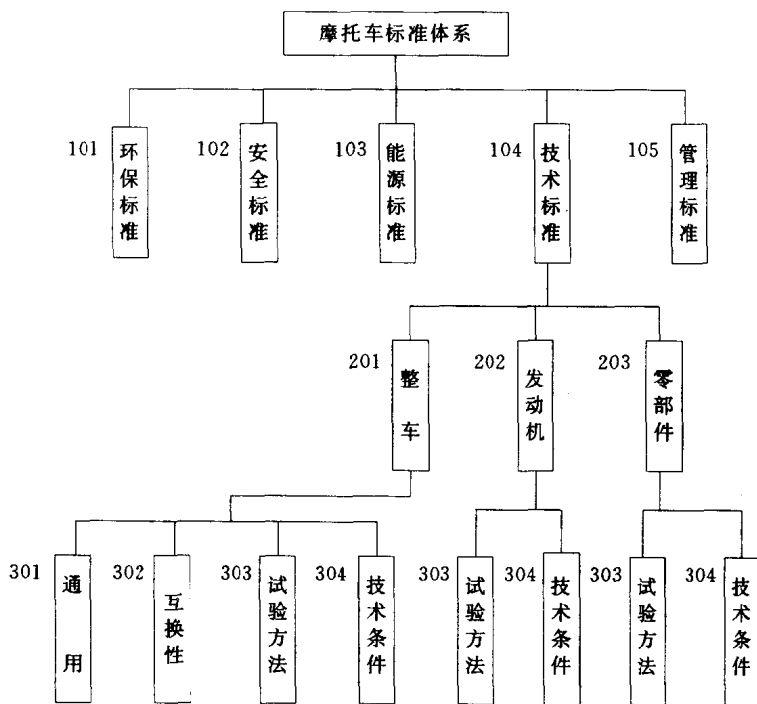 摩托车标准体系
101 环保标准
102 安全标准
103 能源标准
104 技术标准
105 管理标准
201 整车
202 发动机
203 零部件
301 通用
302 互换性
303 试验方法
304 技术条件
303 试验方法
304 技术条件
303 试验方法
304 技术条件